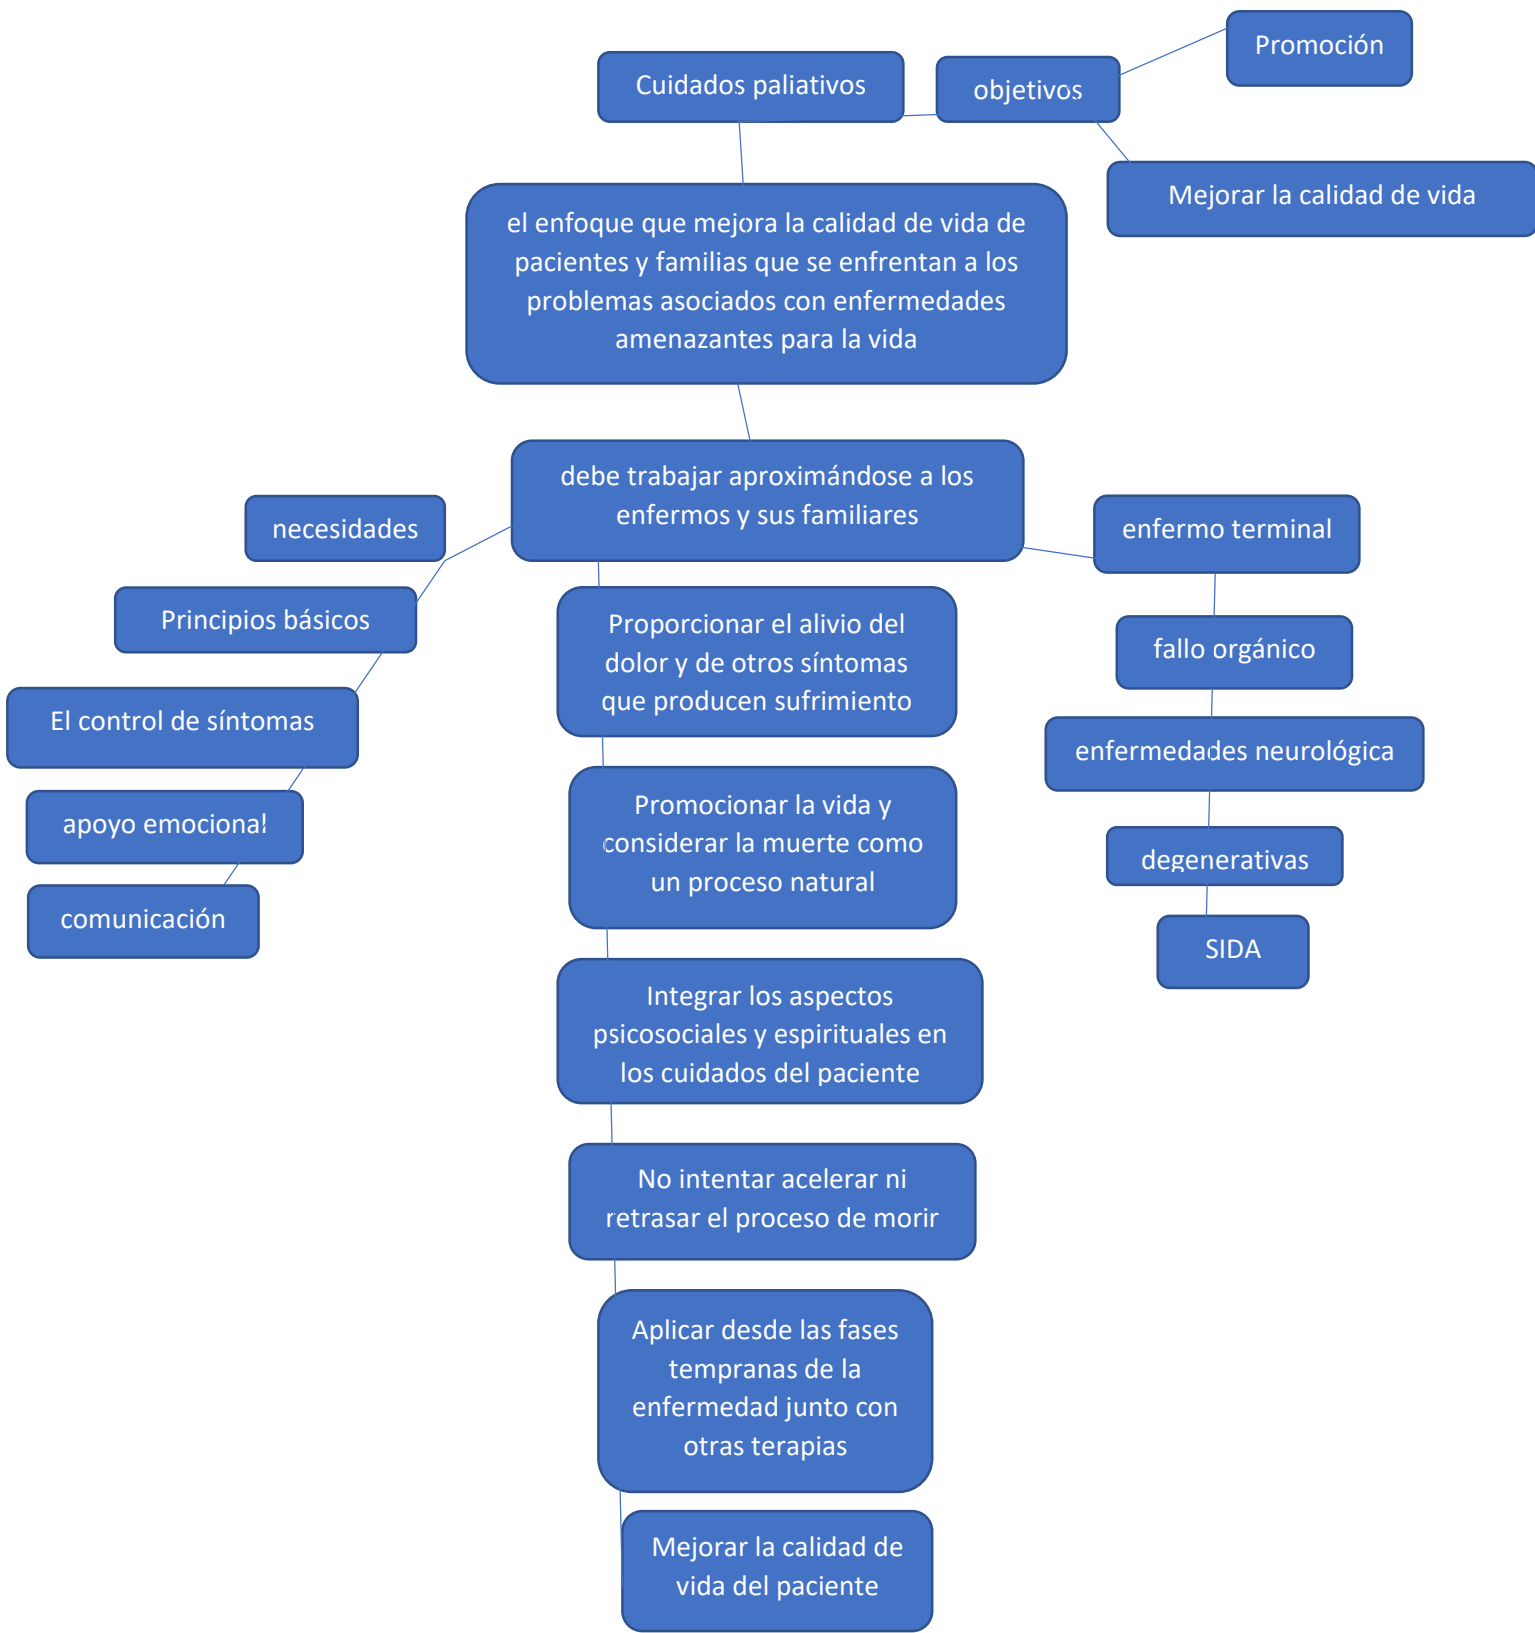 Promoción
Cuidados paliativos
objetivos
Mejorar la calidad de vida
el enfoque que mejora la calidad de vida de
pacientes y familias que se enfrentan a los
problemas asociados con enfermedades
amenazantes para la vida
debe trabajar aproximándose a los
enfermos y sus familiares
necesidades
Principios básicos
El control de síntomas
apoyo emocional
comunicación
Proporcionar el alivio del
dolor y de otros síntomas
que producen sufrimiento
Promocionar la vida y
considerar la muerte como
un proceso natural
Integrar los aspectos
psicosociales y espirituales en
los cuidados del paciente
No intentar acelerar ni
retrasar el proceso de morir
Aplicar desde las fases
tempranas de la
enfermedad junto con
otras terapias
Mejorar la calidad de
vida del paciente
enfermo terminal
fallo orgánico
enfermedades neurológica
degenerativas
SIDA